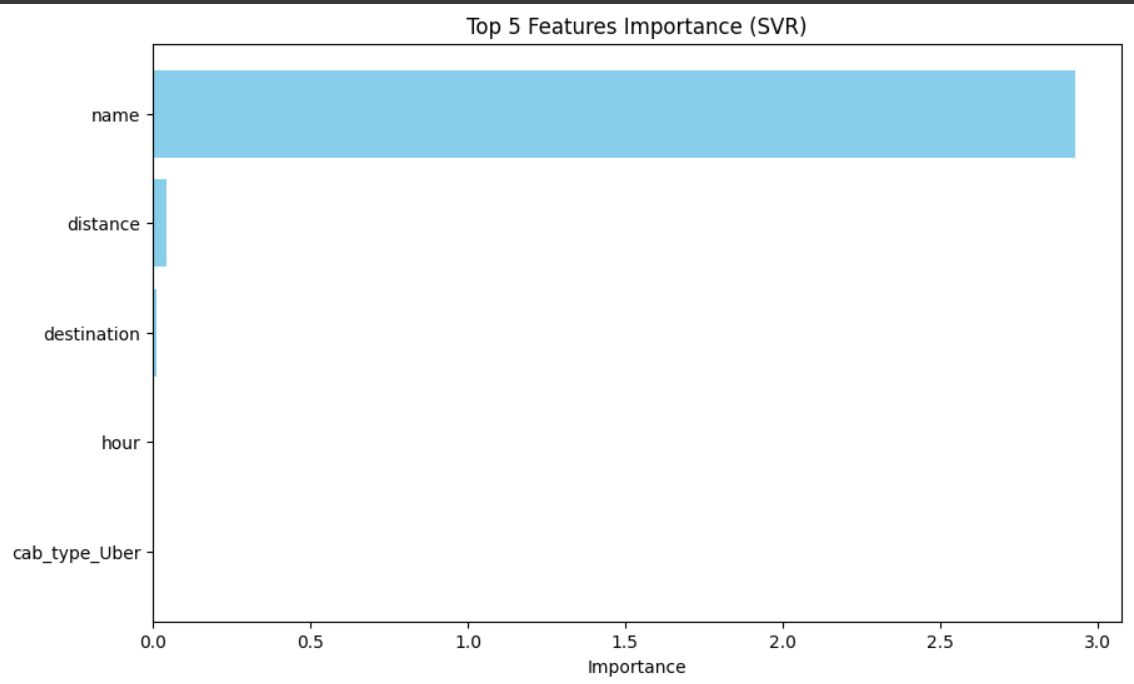 Top 5 Features Importance (SVR)
name
distance
destination
hour
cab_type_Uber
0.0 0.5 1.0 1.5 2.0 2.5 3.0
Importance